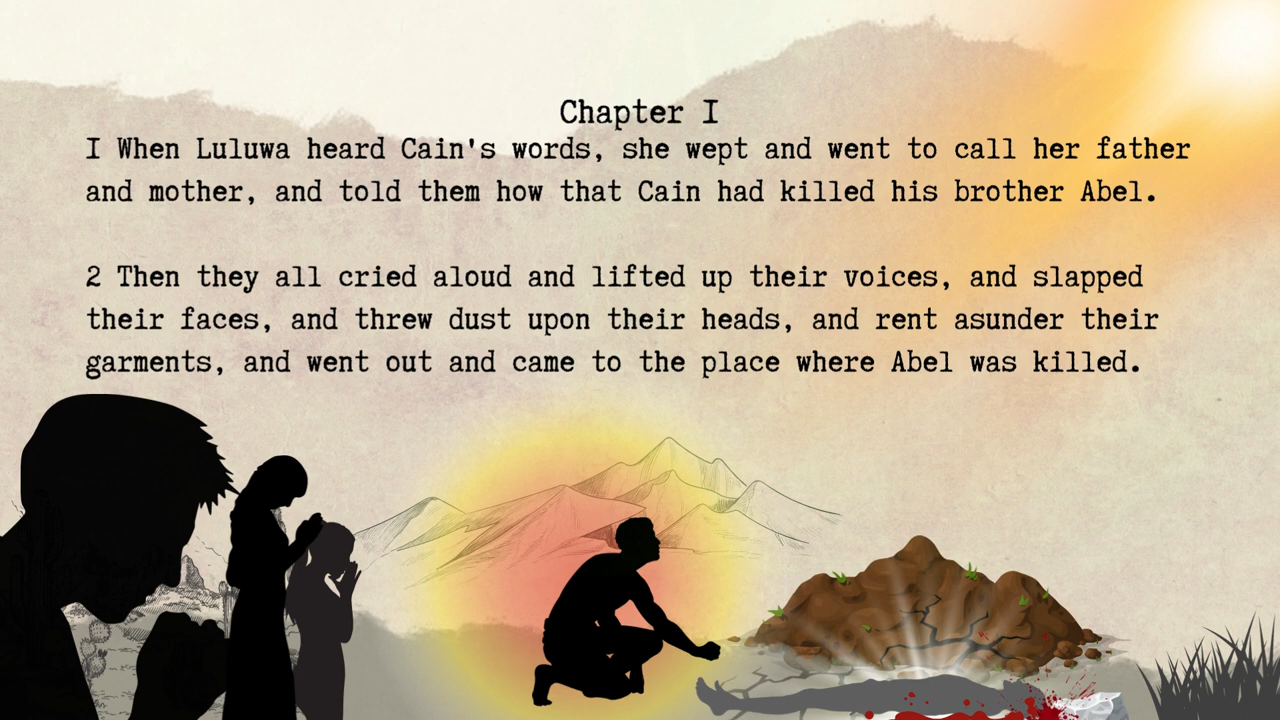 Chapter I
I When Luluwa heard Cain's words, she wept and went to call her father
and mother, and told them how that Cain had killed his brother Abel.
2 Then they all cried aloud and lifted up their voices, and slapped
their faces, and threw dust upon their heads, and rent asunder their
garments, and went out and came to the place where Abel was killed.